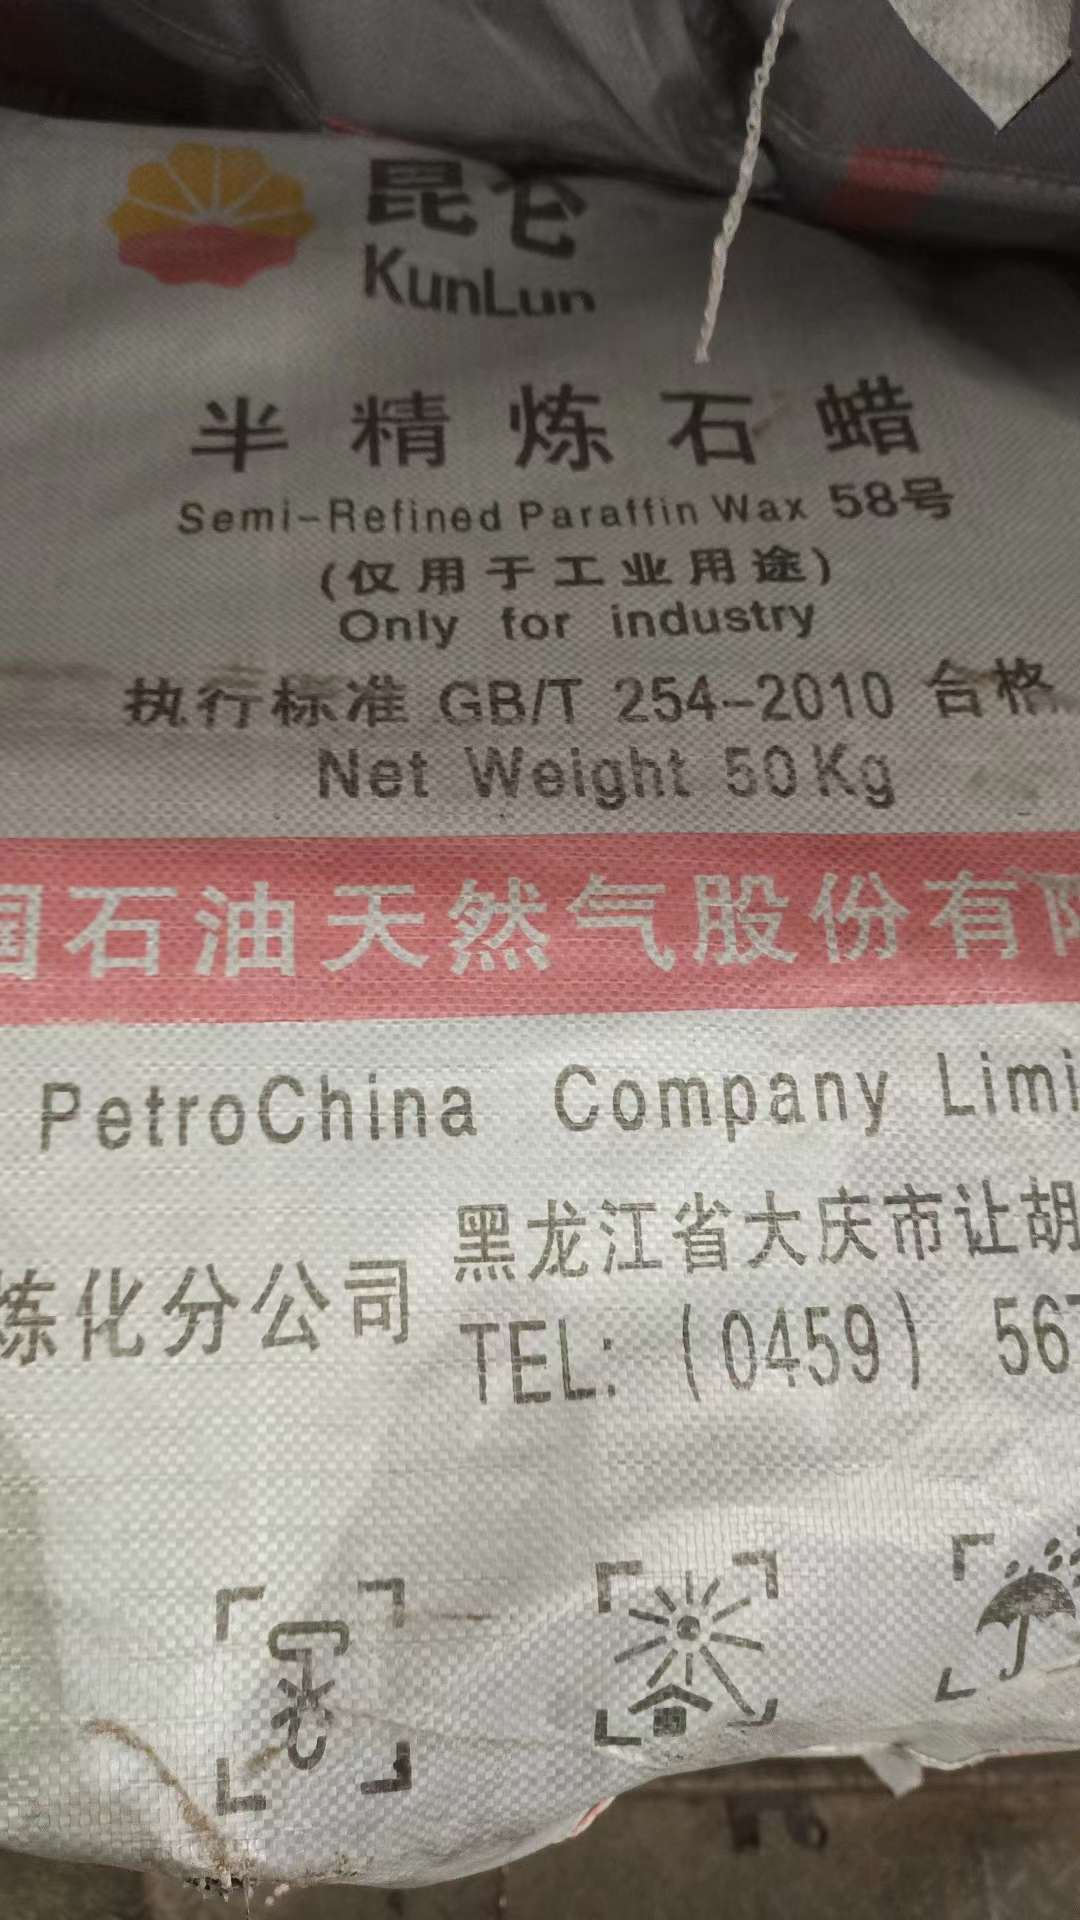 昆仑
KunLun
半精炼石蜡
Semi-Refined Paraffin Wax 58号
(仅用于工业用途)
Only for industry
执行标准 GB/T 254-2010 合格
Net Weight 50Kg
国石油天然气股份有限
PetroChina Company Limi
黑龙江省大庆市让胡
炼化分公司
TEL: (0459) 567